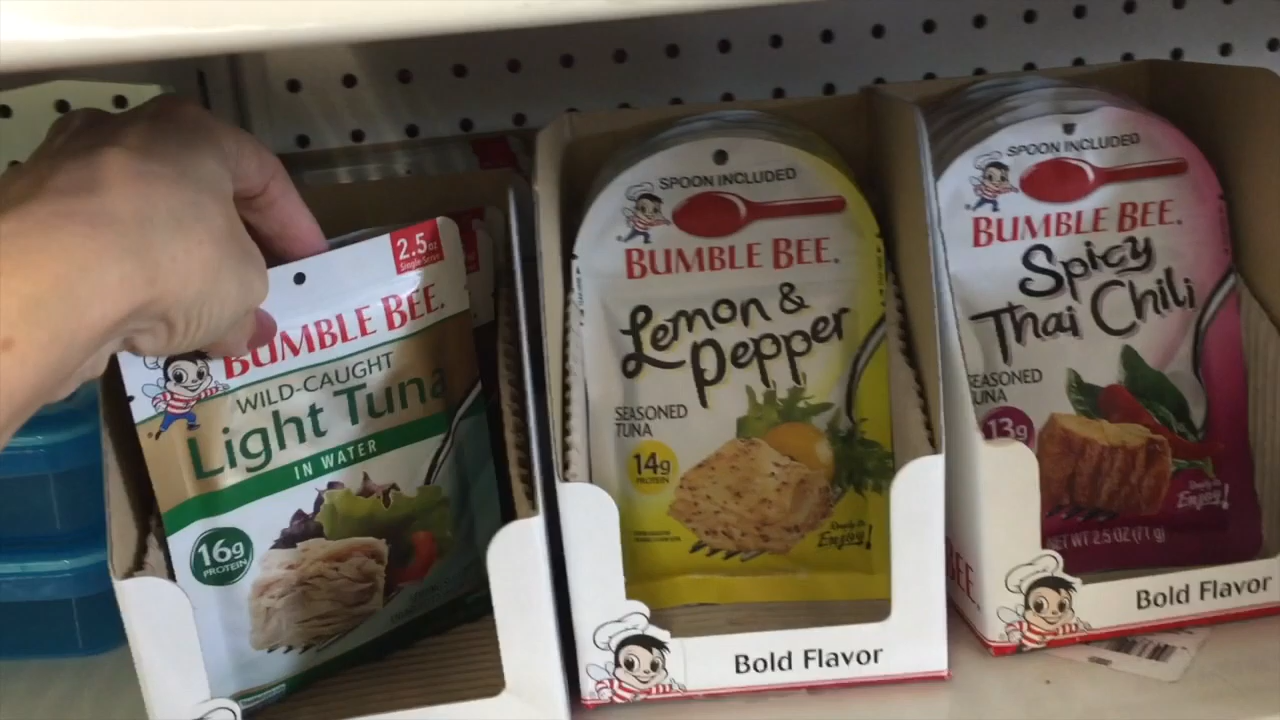 2.5oz
Single Serve
BUMBLE BEE.
WILD-CAUGHT
Light Tuna
IN WATER
16g
PROTEIN
SPOON INCLUDED
BUMBLE BEE.
Lemon &
Pepper
SEASONED
TUNA
14g
PROTEIN
Ready to
Enjoy!
Bold Flavor
SPOON INCLUDED
BUMBLE BEE.
Spicy
Thai Chili
SEASONED
TUNA
13g
Ready to
Enjoy!
NET WT 2.5 OZ (71 g)
BEE.
Bold Flavor